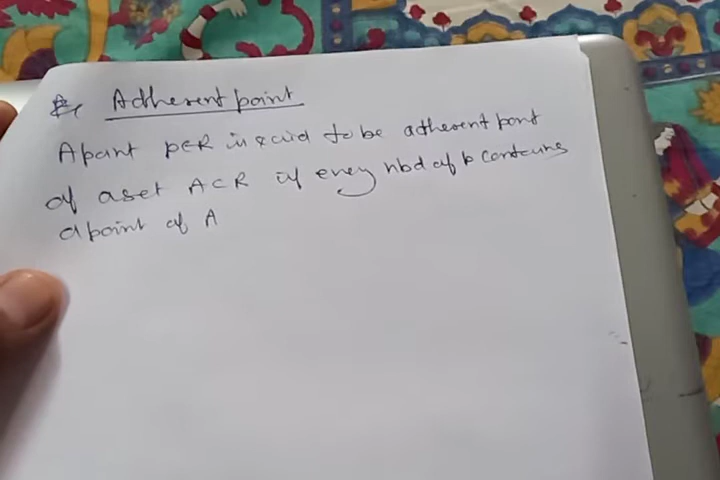 Adherent point
A point p∈R is said to be adherent point
of a set A⊂R if every nbd of p contains
a point of A